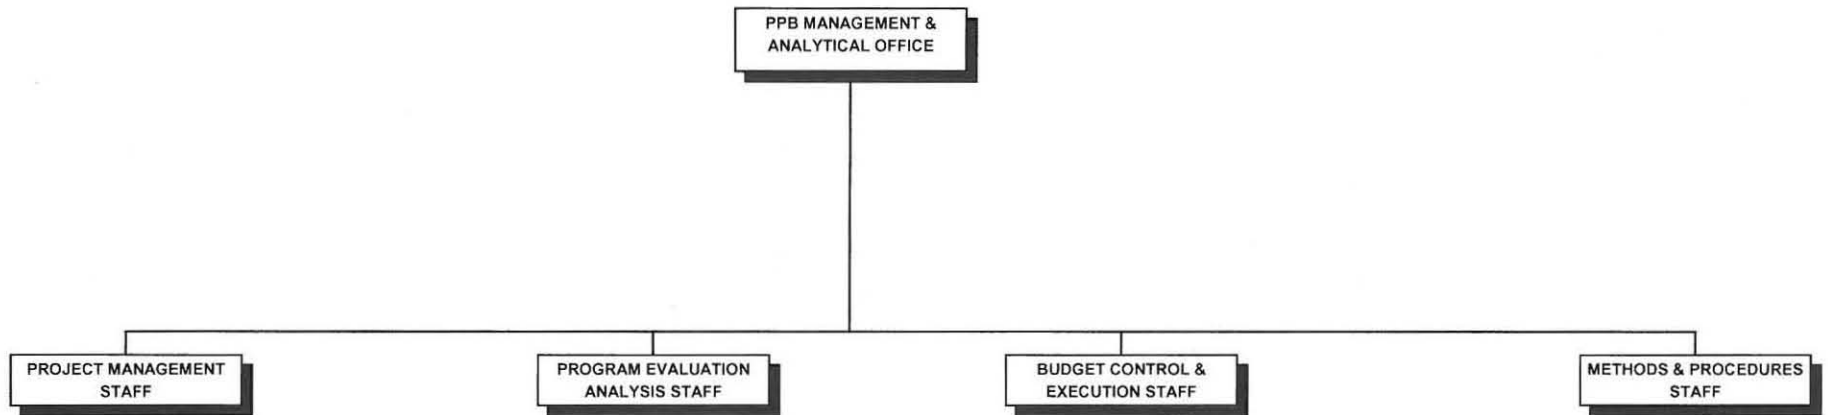 PPB MANAGEMENT &
ANALYTICAL OFFICE
PROJECT MANAGEMENT
STAFF
PROGRAM EVALUATION
ANALYSIS STAFF
BUDGET CONTROL &
EXECUTION STAFF
METHODS & PROCEDURES
STAFF